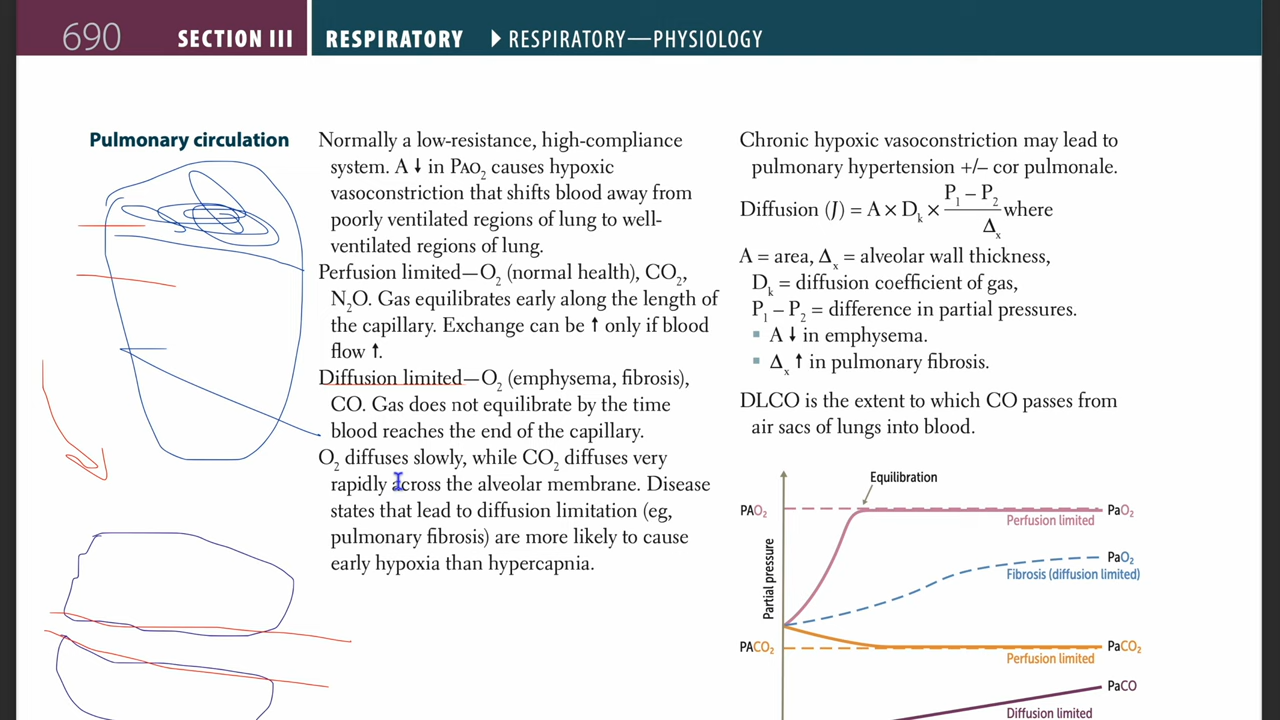 690 SECTION III RESPIRATORY ▶ RESPIRATORY—PHYSIOLOGY
Pulmonary circulation
Normally a low-resistance, high-compliance
system. A ↓ in PAO₂ causes hypoxic
vasoconstriction that shifts blood away from
poorly ventilated regions of lung to well-
ventilated regions of lung.
Perfusion limited—O₂ (normal health), CO₂,
N₂O. Gas equilibrates early along the length of
the capillary. Exchange can be ↑ only if blood
flow ↑.
Diffusion limited—O₂ (emphysema, fibrosis),
CO. Gas does not equilibrate by the time
blood reaches the end of the capillary.
O₂ diffuses slowly, while CO₂ diffuses very
rapidly across the alveolar membrane. Disease
states that lead to diffusion limitation (eg,
pulmonary fibrosis) are more likely to cause
early hypoxia than hypercapnia.
Chronic hypoxic vasoconstriction may lead to
pulmonary hypertension +/– cor pulmonale.
Diffusion (J) = A × Dₖ × (P₁ – P₂)/Δₓ where
A = area, Δₓ = alveolar wall thickness,
Dₖ = diffusion coefficient of gas,
P₁ – P₂ = difference in partial pressures.
▪ A ↓ in emphysema.
▪ Δₓ ↑ in pulmonary fibrosis.
DLCO is the extent to which CO passes from
air sacs of lungs into blood.
Equilibration
PAO₂
PaO₂
Perfusion limited
PaO₂
Fibrosis (diffusion limited)
Partial pressure
PACO₂
PaCO₂
Perfusion limited
PaCO
Diffusion limited